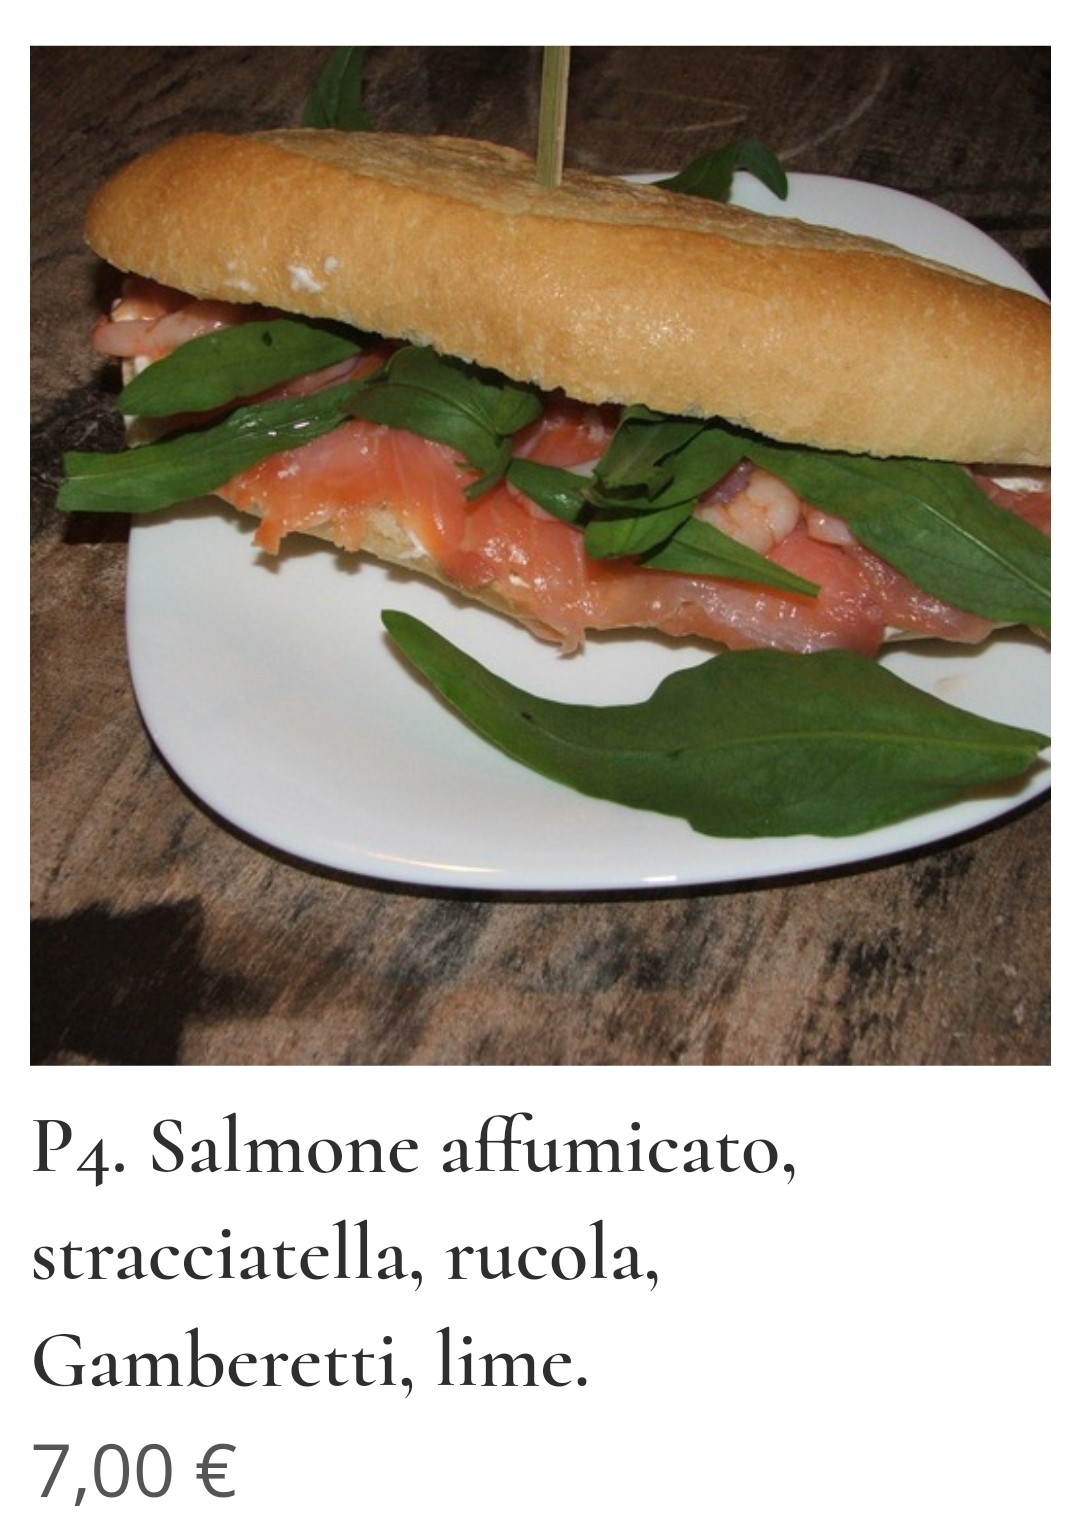 P4. Salmone affumicato,
stracciatella, rucola,
Gamberetti, lime.
7,00 €